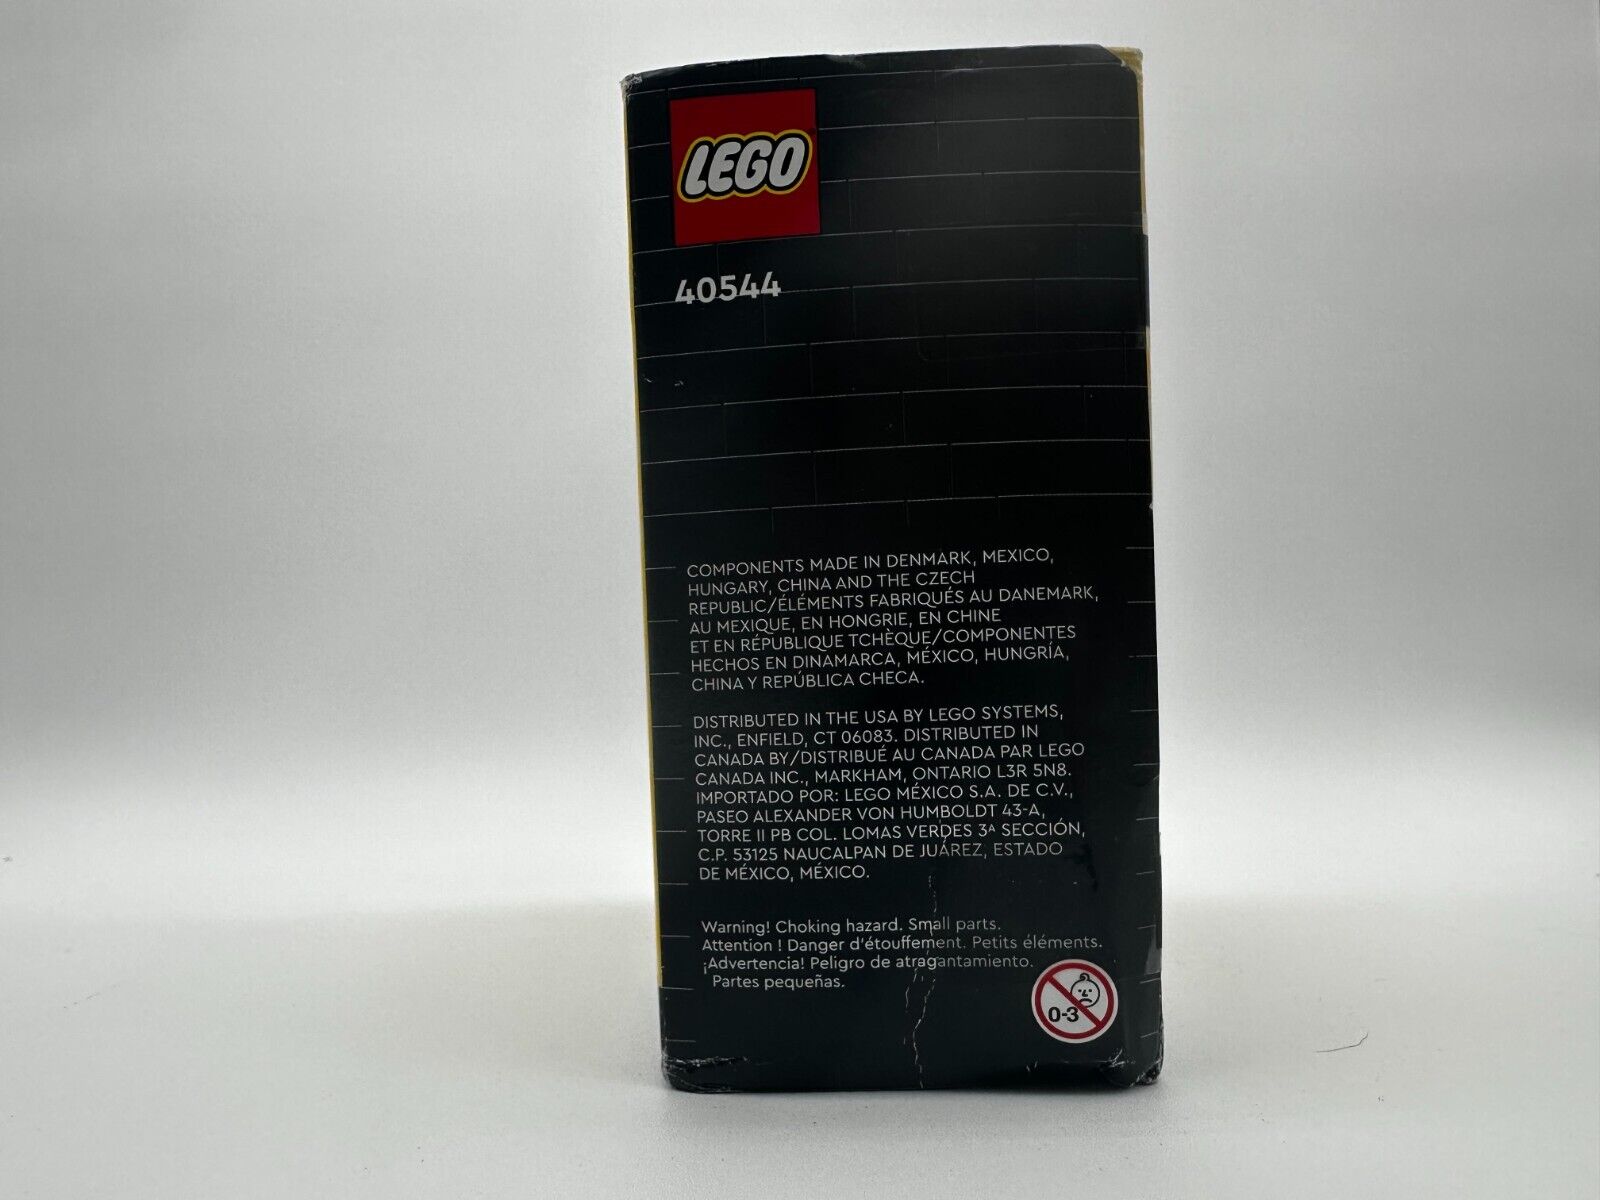 LEGO
40544
COMPONENTS MADE IN DENMARK, MEXICO,
HUNGARY, CHINA AND THE CZECH
REPUBLIC/ÉLÉMENTS FABRIQUÉS AU DANEMARK,
AU MEXIQUE, EN HONGRIE, EN CHINE
ET EN RÉPUBLIQUE TCHÈQUE/COMPONENTES
HECHOS EN DINAMARCA, MÉXICO, HUNGRÍA,
CHINA Y REPÚBLICA CHECA.
DISTRIBUTED IN THE USA BY LEGO SYSTEMS,
INC., ENFIELD, CT 06083. DISTRIBUTED IN
CANADA BY/DISTRIBUÉ AU CANADA PAR LEGO
CANADA INC., MARKHAM, ONTARIO L3R 5N8.
IMPORTADO POR: LEGO MÉXICO S.A. DE C.V.,
PASEO ALEXANDER VON HUMBOLDT 43-A,
TORRE II PB COL. LOMAS VERDES 3ᴬ SECCIÓN,
C.P. 53125 NAUCALPAN DE JUÁREZ, ESTADO
DE MÉXICO, MÉXICO.
Warning! Choking hazard. Small parts.
Attention ! Danger d'étouffement. Petits éléments.
¡Advertencia! Peligro de atragantamiento.
Partes pequeñas.
0-3